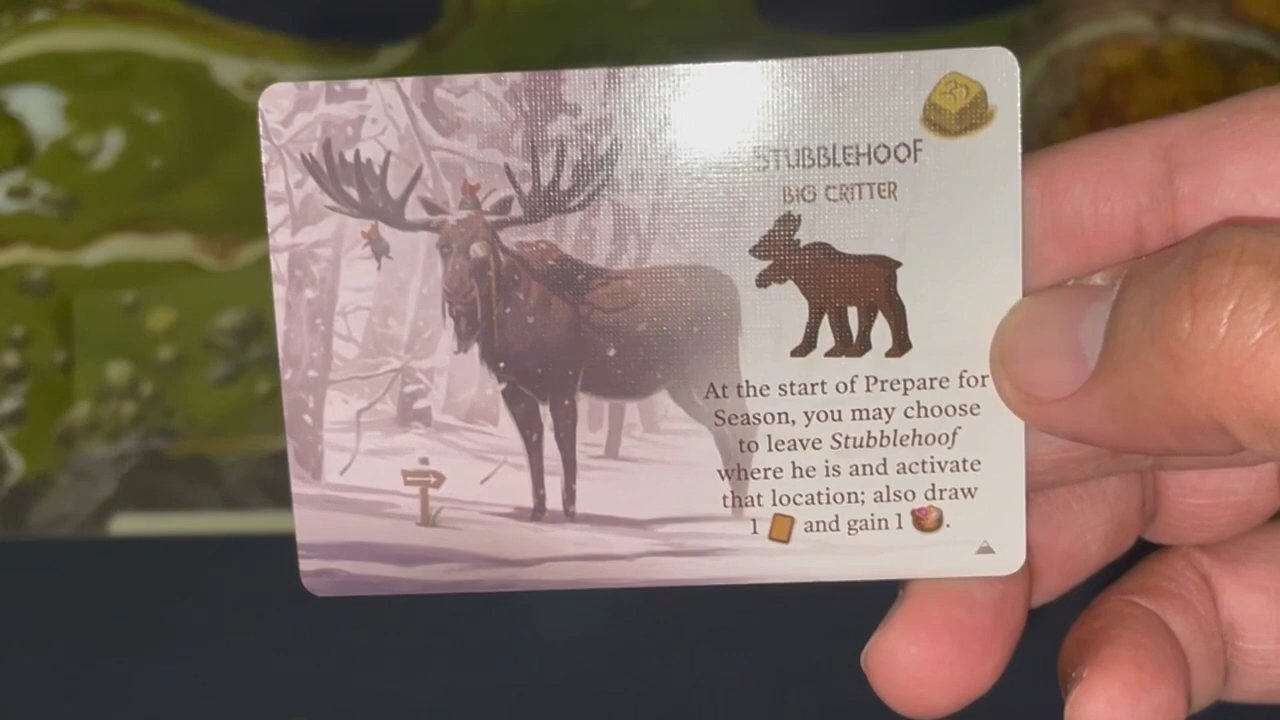 STUBBLEHOOF
BIG CRITTER
At the start of Prepare for
Season, you may choose
to leave Stubblehoof
where he is and activate
that location; also draw
1 and gain 1 .